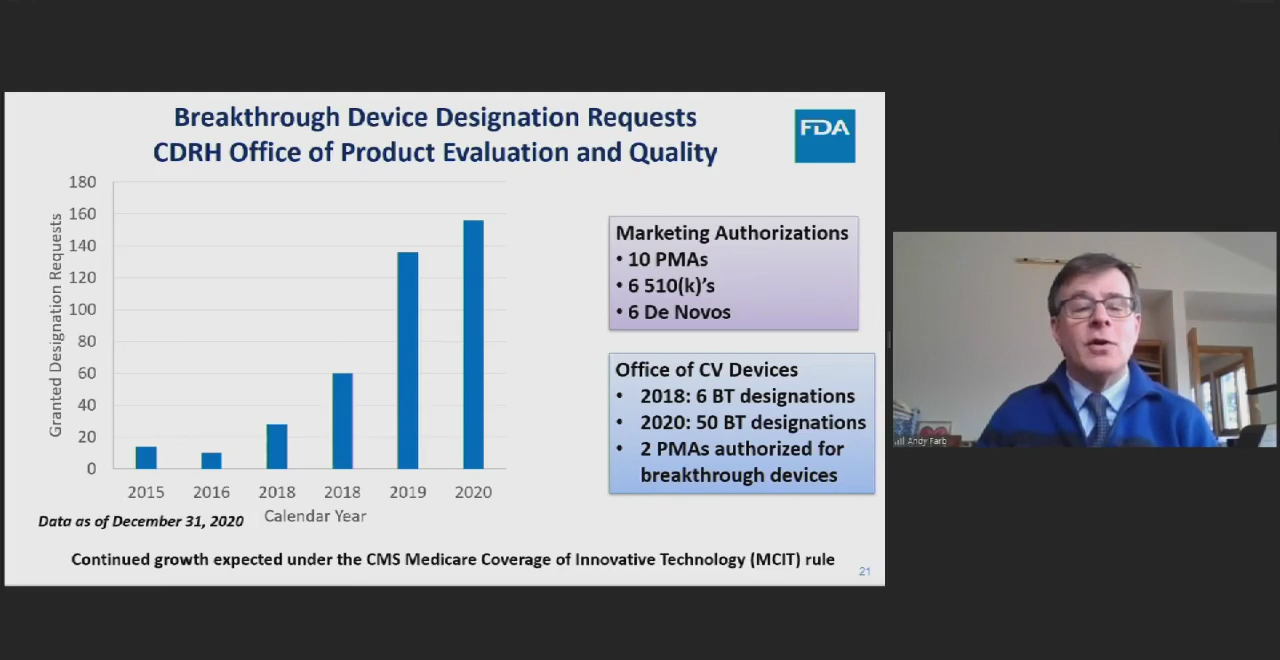 Breakthrough Device Designation Requests
CDRH Office of Product Evaluation and Quality
FDA
Granted Designation Requests
180
160
140
120
100
80
60
40
20
0
2015 2016 2018 2018 2019 2020
Calendar Year
Data as of December 31, 2020
Marketing Authorizations
• 10 PMAs
• 6 510(k)'s
• 6 De Novos
Office of CV Devices
• 2018: 6 BT designations
• 2020: 50 BT designations
• 2 PMAs authorized for
breakthrough devices
Continued growth expected under the CMS Medicare Coverage of Innovative Technology (MCIT) rule
21
Andy Farb